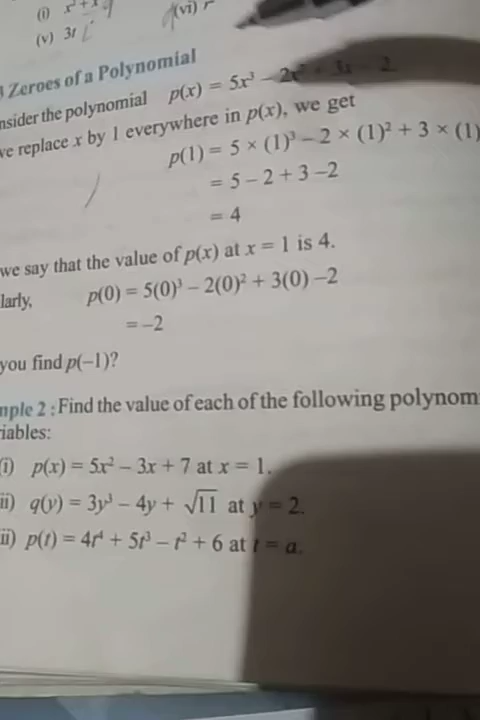 (i)
(vi)
(v) 3t
Zeroes of a Polynomial
nsider the polynomial p(x) = 5x³ – 2x² + 3x – 2.
we replace x by 1 everywhere in p(x), we get
p(1) = 5 × (1)³ – 2 × (1)² + 3 × (1)
= 5 – 2 + 3 –2
= 4
we say that the value of p(x) at x = 1 is 4.
larly, p(0) = 5(0)³ – 2(0)² + 3(0) –2
= –2
you find p(–1)?
mple 2 : Find the value of each of the following polynom
iables:
(i) p(x) = 5x² – 3x + 7 at x = 1.
ii) q(y) = 3y³ – 4y + √11 at y = 2.
ii) p(t) = 4t⁴ + 5t³ – t² + 6 at t = a.